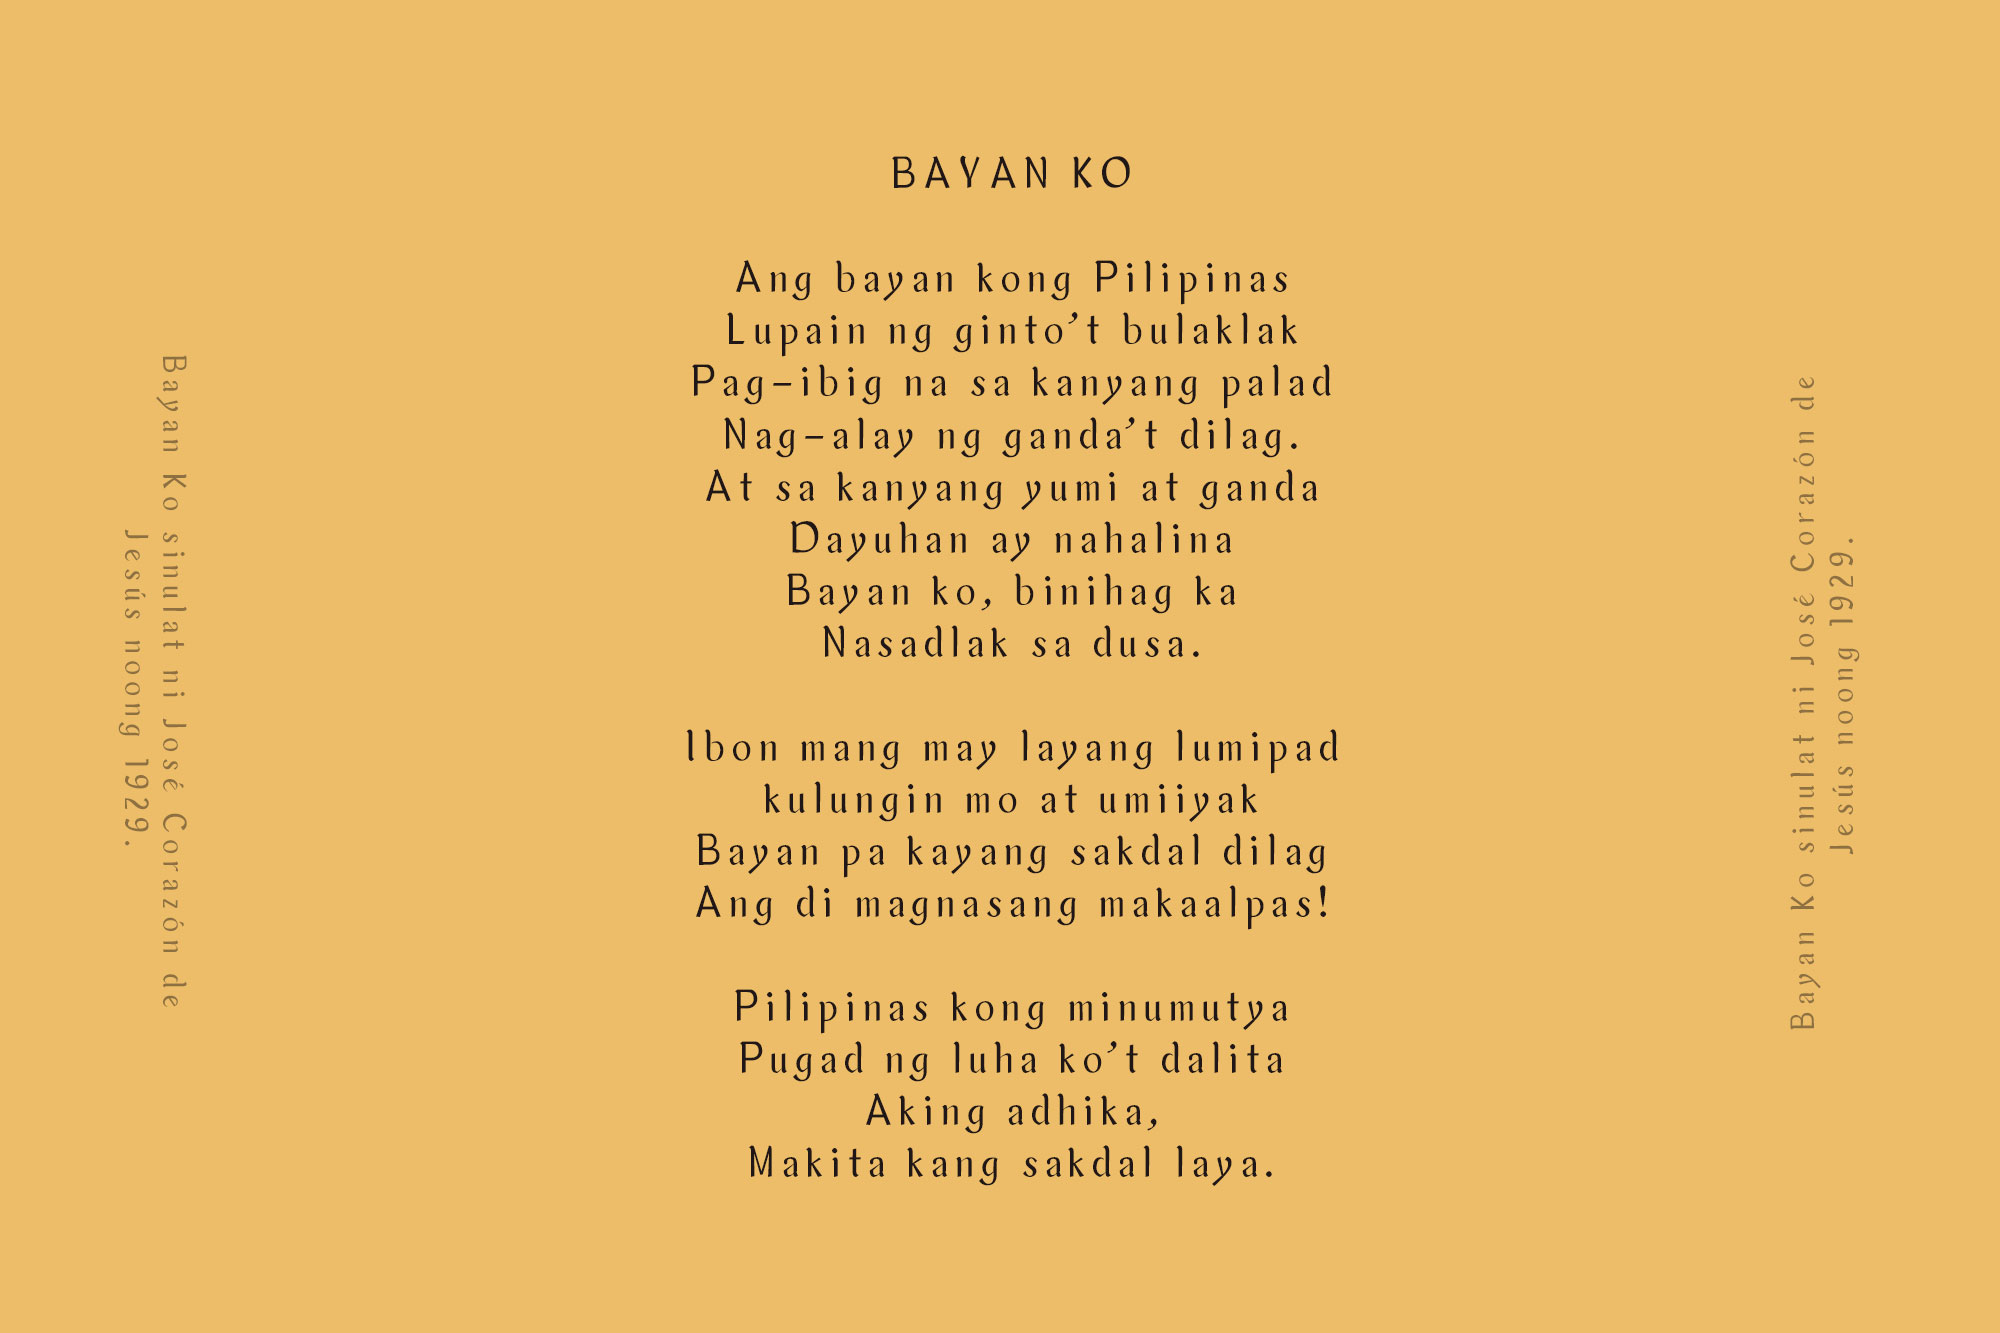 BAYAN KO
Ang bayan kong Pilipinas
Lupain ng ginto’t bulaklak
Pag-ibig na sa kanyang palad
Nag-alay ng ganda’t dilag.
At sa kanyang yumi at ganda
Dayuhan ay nahalina
Bayan ko, binihag ka
Nasadlak sa dusa.
Ibon mang may layang lumipad
kulungin mo at umiiyak
Bayan pa kayang sakdal dilag
Ang di magnasang makaalpas!
Pilipinas kong minumutya
Pugad ng luha ko’t dalita
Aking adhika,
Makita kang sakdal laya.
Bayan Ko sinulat ni José Corazón de
Jesús noong 1929.
Bayan Ko sinulat ni José Corazón de
Jesús noong 1929.